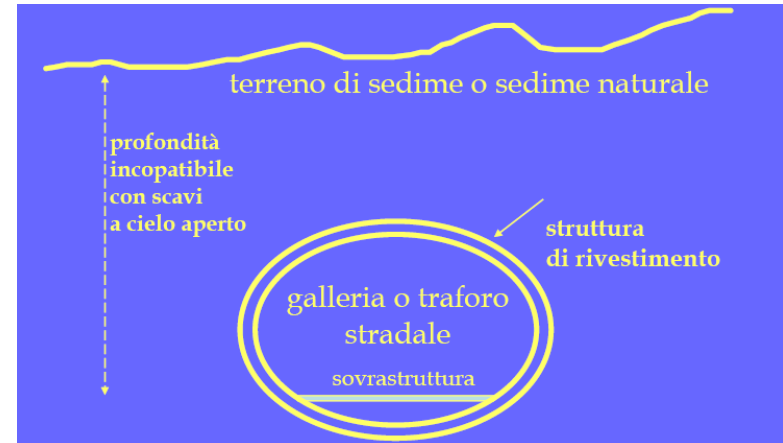 terreno di sedime o sedime naturale
profondità
incopatibile
con scavi
a cielo aperto
struttura
di rivestimento
galleria o traforo
stradale
sovrastruttura